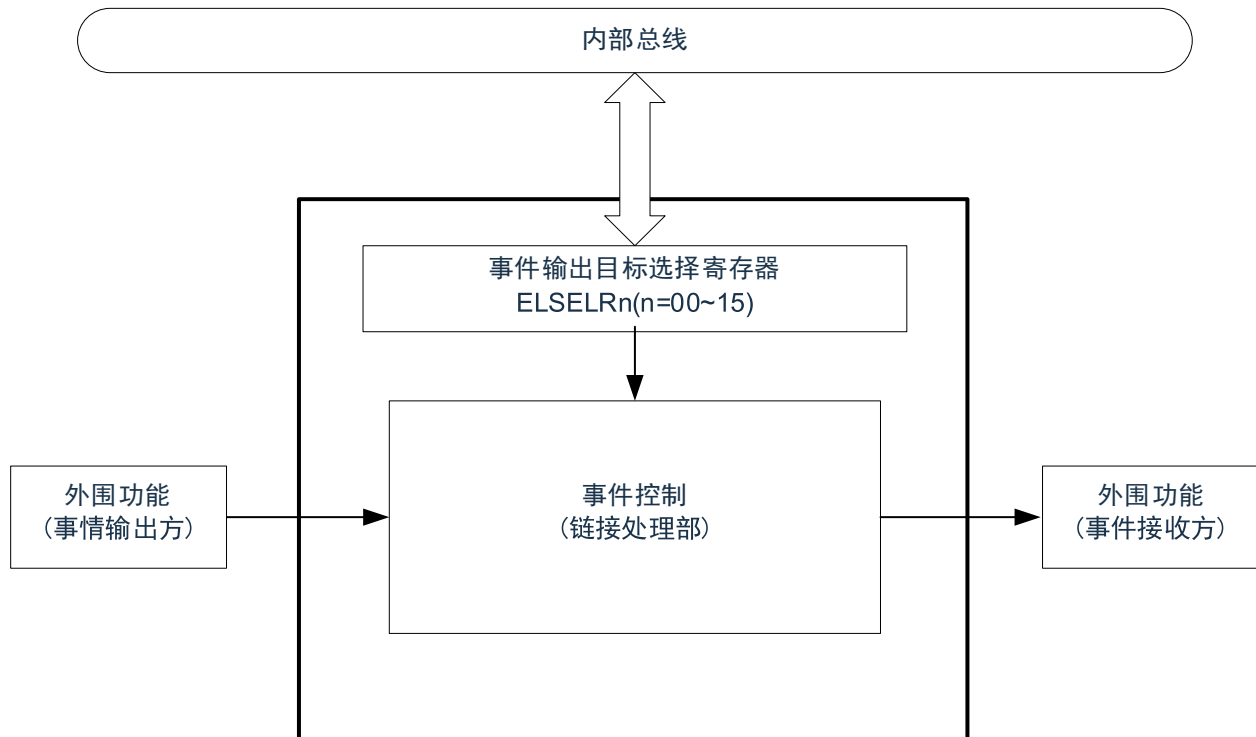 内部总线
事件输出目标选择寄存器
ELSELRn(n=00~15)
外围功能
(事情输出方)
事件控制
(链接处理部)
外围功能
(事件接收方)